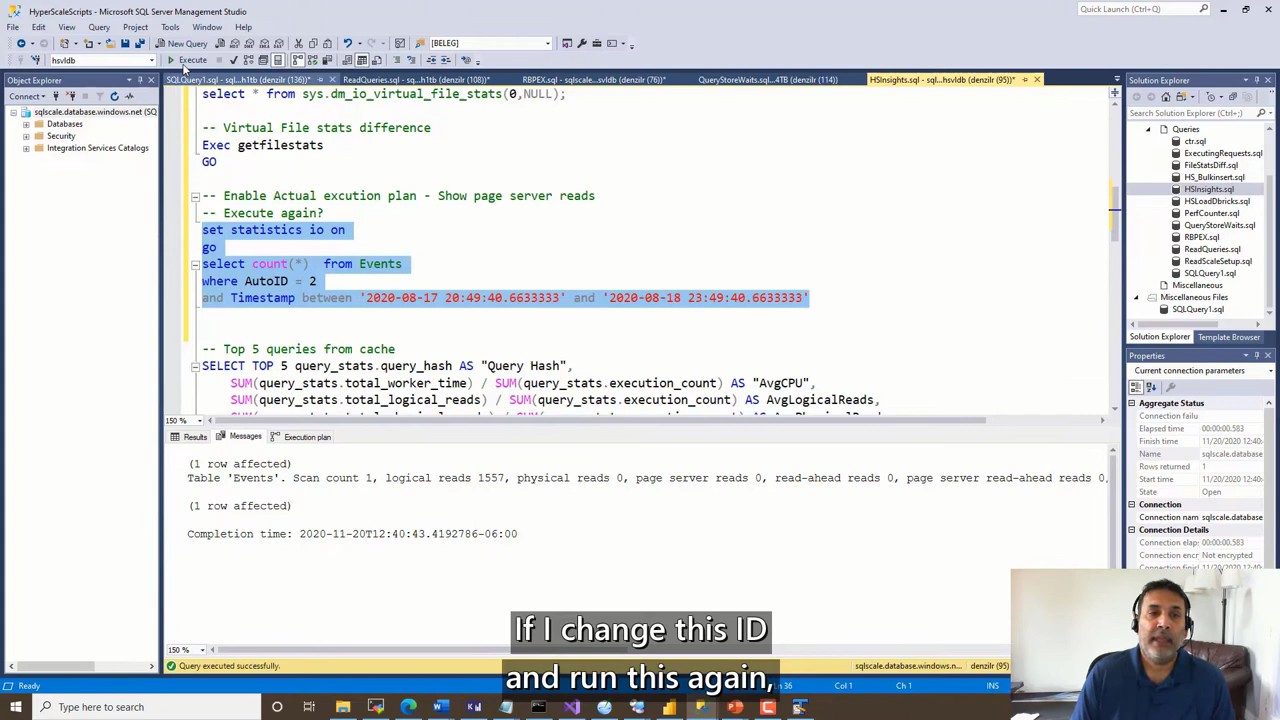 HyperScaleScripts - Microsoft SQL Server Management Studio
Quick Launch (Ctrl+;)
File Edit View Query Project Tools Window Help
New Query
[BELEG]
hsvldb
Execute
Object Explorer
SQLQuery1.sql - sql...h1tb (denzilr (136))*
ReadQueries.sql - sq...h1tb (denzilr (108))*
RBPEX.sql - sqlscale...svldb (denzilr (76))*
QueryStoreWaits.sql ...4TB (denzilr (114))
HSInsights.sql - sql...hsvldb (denzilr (95))*
Solution Explorer
Connect
sqlscale.database.windows.net (SQ
Databases
Security
Integration Services Catalogs
select * from sys.dm_io_virtual_file_stats(0,NULL);
-- Virtual File stats difference
Exec getfilestats
GO
-- Enable Actual excution plan - Show page server reads
-- Execute again?
set statistics io on
go
select count(*)  from Events
where AutoID = 2
and Timestamp between '2020-08-17 20:49:40.6633333' and '2020-08-18 23:49:40.6633333'
-- Top 5 queries from cache
SELECT TOP 5 query_stats.query_hash AS "Query Hash",
SUM(query_stats.total_worker_time) / SUM(query_stats.execution_count) AS "AvgCPU",
SUM(query_stats.total_logical_reads) / SUM(query_stats.execution_count) AS AvgLogicalReads,
150 %
Results Messages Execution plan
(1 row affected)
Table 'Events'. Scan count 1, logical reads 1557, physical reads 0, page server reads 0, read-ahead reads 0, page server read-ahead reads 0,
(1 row affected)
Completion time: 2020-11-20T12:40:43.4192786-06:00
150 %
Query executed successfully.
sqlscale.database.windows.n...
denzilr (95)
Search Solution Explorer (Ctrl+;)
Queries
ctr.sql
ExecutingRequests.sql
FileStatsDiff.sql
HS_Bulkinsert.sql
HSInsights.sql
HSLoadDbricks.sql
PerfCounter.sql
QueryStoreWaits.sql
RBPEX.sql
ReadQueries.sql
ReadScaleSetup.sql
SQLQuery1.sql
Miscellaneous
Miscellaneous Files
SQLQuery1.sql
Solution Explorer Template Browser
Properties
Current connection parameters
Aggregate Status
Connection failu
Elapsed time 00:00:00.583
Finish time 11/20/2020 12:40:
Name sqlscale.database
Rows returned 1
Start time 11/20/2020 12:40:
State Open
Connection
Connection nam sqlscale.database
Connection Details
Connection elap 00:00:00.583
Connection encr Not encrypted
If I change this ID
and run this again,
Ready
Ln 36
Col 1
Ch 1
INS
Type here to search